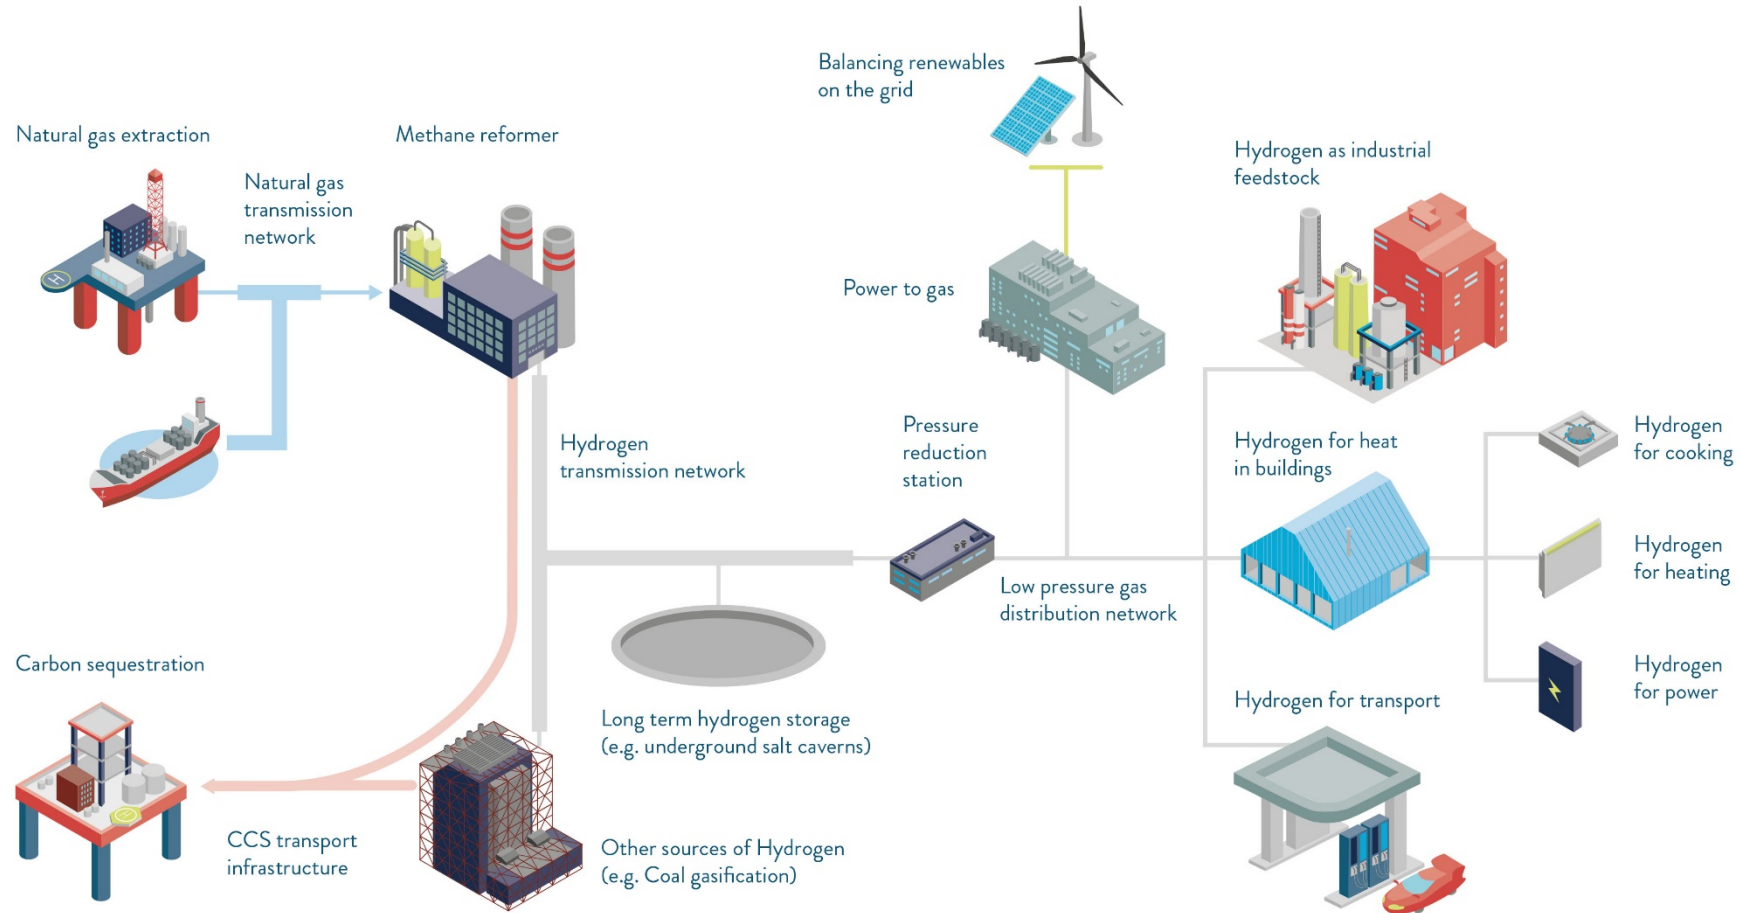 Balancing renewables
on the grid
Natural gas extraction
Methane reformer
Hydrogen as industrial
feedstock
Natural gas
transmission
network
Power to gas
Pressure
reduction
station
Hydrogen
transmission network
Hydrogen for heat
in buildings
Hydrogen
for cooking
Hydrogen
for heating
Low pressure gas
distribution network
Carbon sequestration
Hydrogen
for power
Hydrogen for transport
Long term hydrogen storage
(e.g. underground salt caverns)
CCS transport
infrastructure
Other sources of Hydrogen
(e.g. Coal gasification)
H